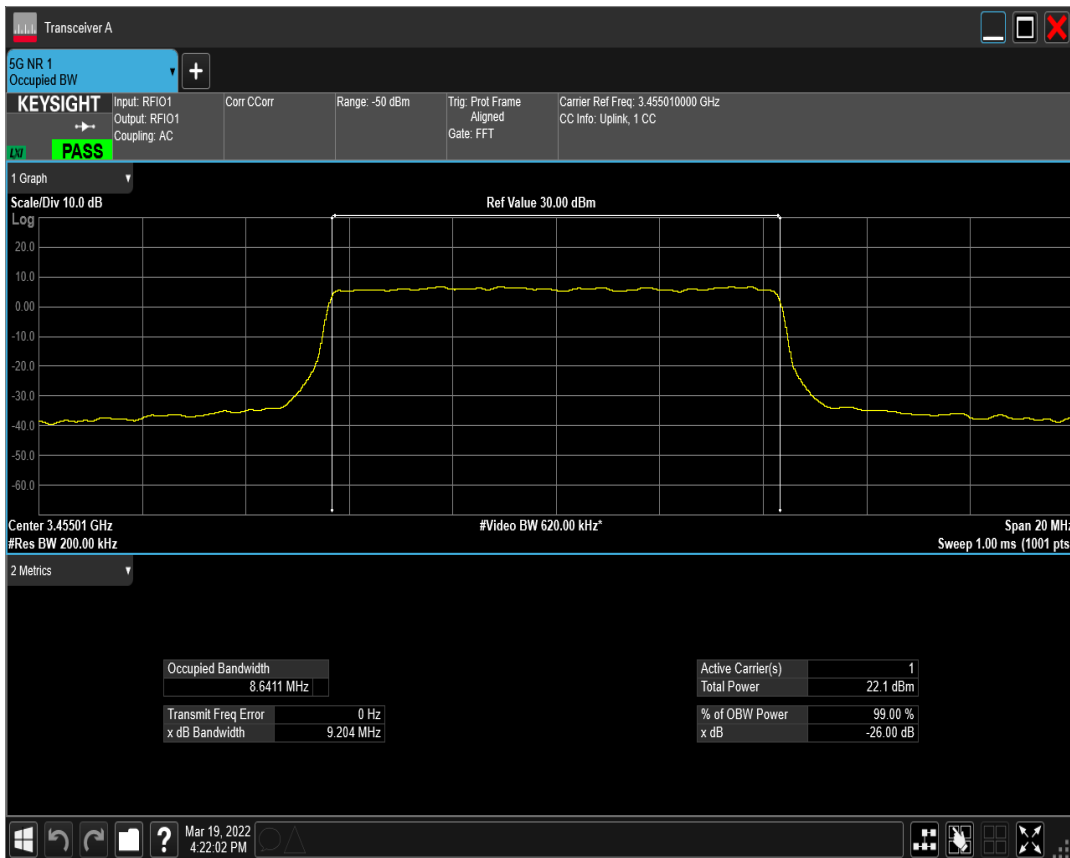 Transceiver A
5G NR 1
Occupied BW
+
KEYSIGHT
LXI
PASS
Input: RFIO1
Output: RFIO1
Coupling: AC
Corr CCorr
Range: -50 dBm
Trig: Prot Frame
Aligned
Gate: FFT
Carrier Ref Freq: 3.455010000 GHz
CC Info: Uplink, 1 CC
1 Graph
Scale/Div 10.0 dB
Ref Value 30.00 dBm
Log
20.0
10.0
0.00
-10.0
-20.0
-30.0
-40.0
-50.0
-60.0
Center 3.45501 GHz
#Video BW 620.00 kHz*
Span 20 MHz
#Res BW 200.00 kHz
Sweep 1.00 ms (1001 pts
2 Metrics
Occupied Bandwidth
8.6411 MHz
Transmit Freq Error 0 Hz
x dB Bandwidth 9.204 MHz
Active Carrier(s) 1
Total Power 22.1 dBm
% of OBW Power 99.00 %
x dB -26.00 dB
?
Mar 19, 2022
4:22:02 PM